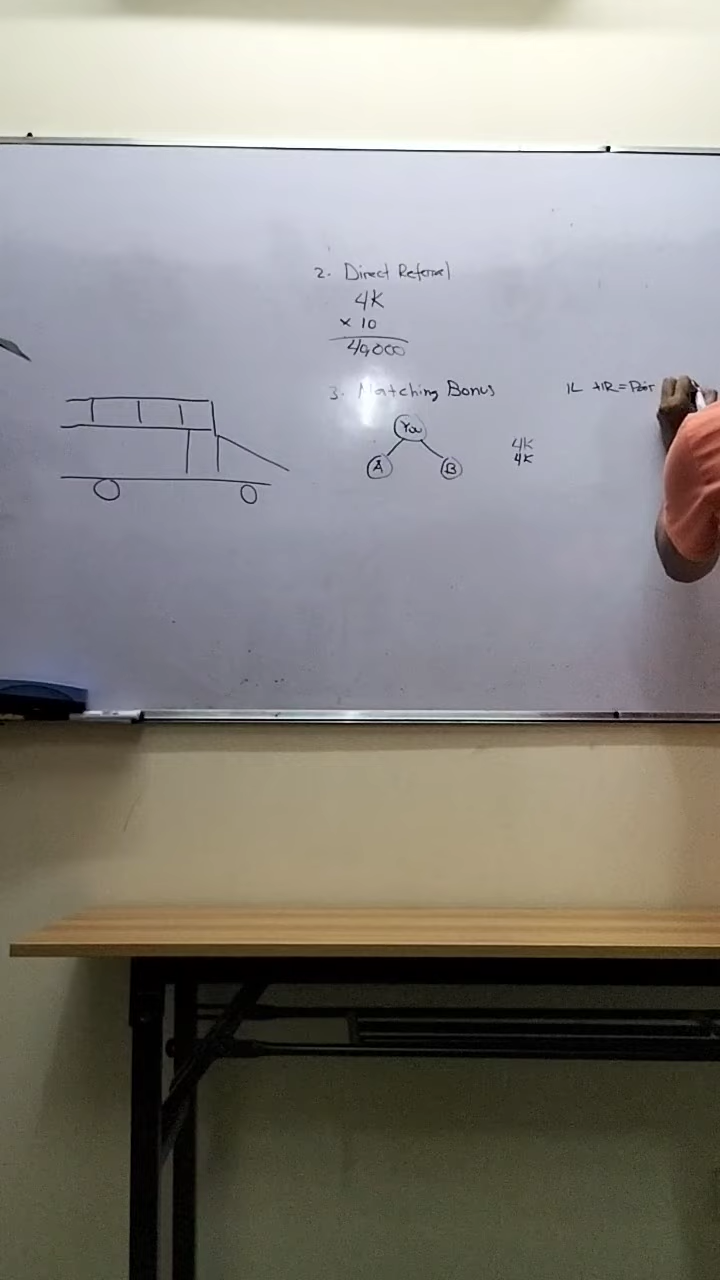 2. Direct Referral
4K
× 10
40,000
3. Matching Bonus
1L + 1R = Pair
You
A B
4K
4K